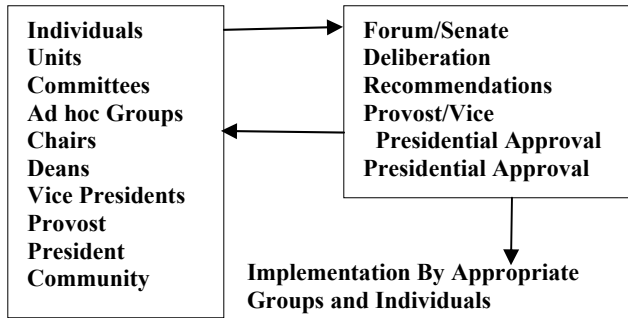 Individuals
Units
Committees
Ad hoc Groups
Chairs
Deans
Vice Presidents
Provost
President
Community
Forum/Senate
Deliberation
Recommendations
Provost/Vice
Presidential Approval
Presidential Approval
Implementation By Appropriate
Groups and Individuals